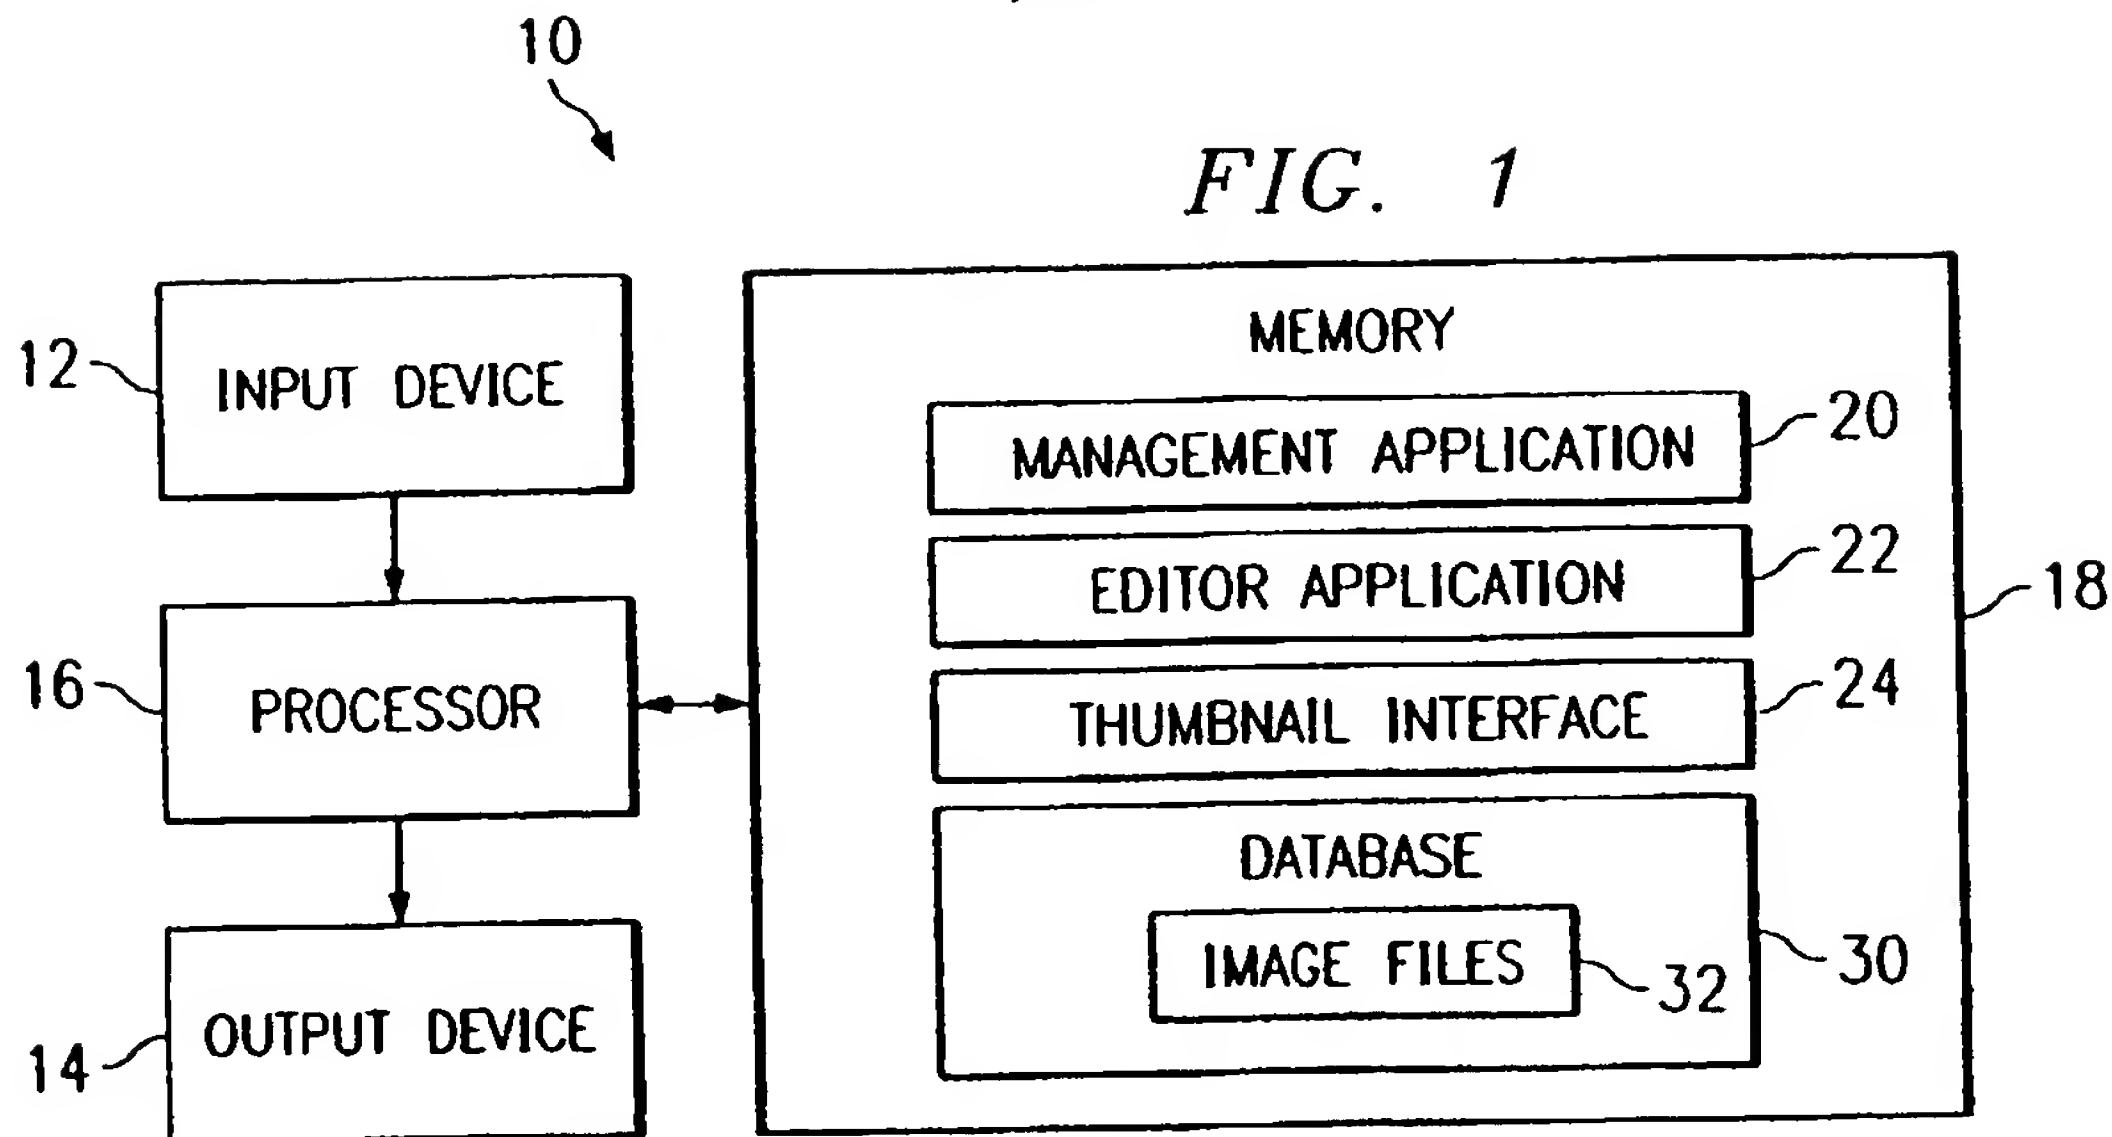 10
FIG. 1
12
INPUT DEVICE
16
PROCESSOR
14
OUTPUT DEVICE
MEMORY
MANAGEMENT APPLICATION
20
EDITOR APPLICATION
22
18
THUMBNAIL INTERFACE
24
DATABASE
30
IMAGE FILES
32